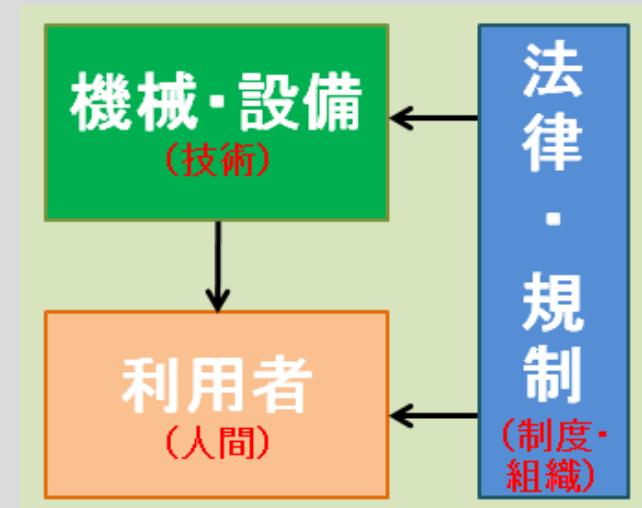 機械・設備
(技術)
利用者
(人間)
法律・規制
(制度・
組織)